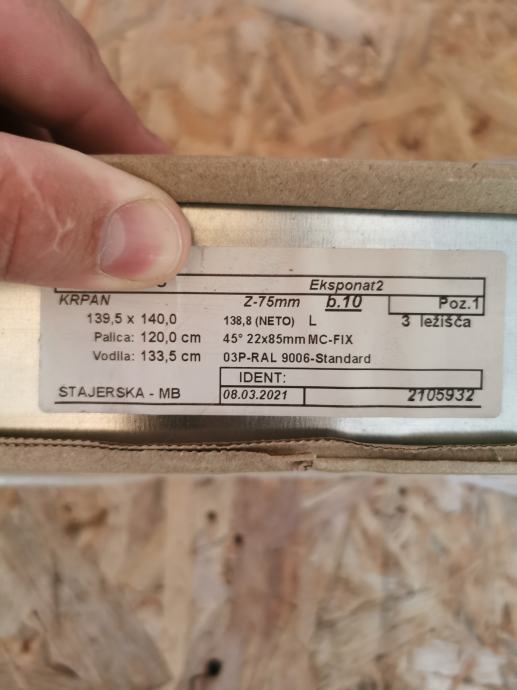 Eksponat2
KRPAN Z-75mm b.10 Poz.1
139,5 x 140,0 138,8 (NETO) L 3 ležišča
Palica: 120,0 cm 45° 22x85mm MC-FIX
Vodila: 133,5 cm 03P-RAL 9006-Standard
IDENT:
ŠTAJERSKA - MB 08.03.2021 2105932